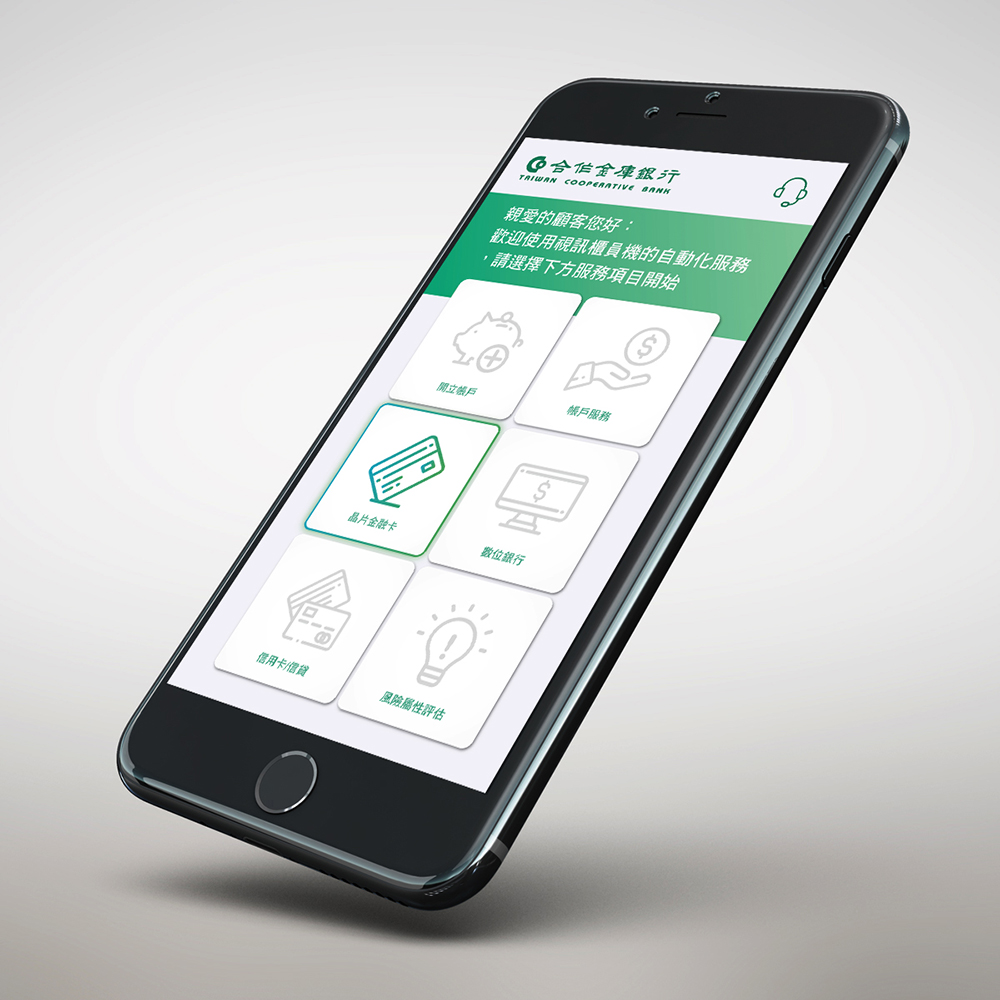 合作金庫銀行
TAIWAN COOPERATIVE BANK
親愛的顧客您好：
歡迎使用視訊櫃員機的自動化服務
，請選擇下方服務項目開始
開立帳戶
帳戶服務
晶片金融卡
數位銀行
信用卡/信貸
風險屬性評估